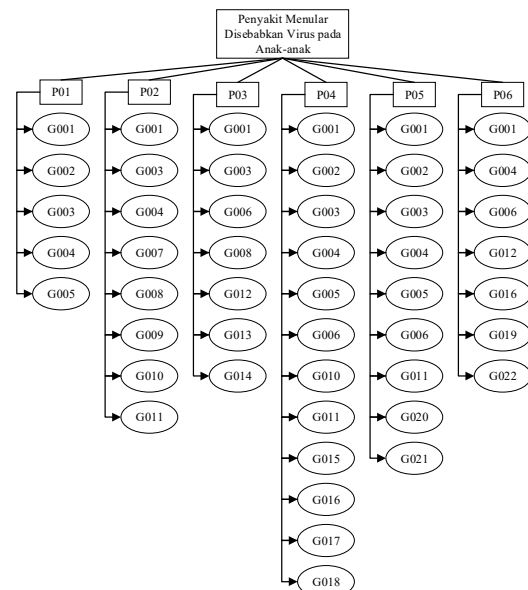 Penyakit Menular
Disebabkan Virus pada
Anak-anak
P01
G001
G002
G003
G004
G005
P02
G001
G003
G004
G007
G008
G009
G010
G011
P03
G001
G003
G006
G008
G012
G013
G014
P04
G001
G002
G003
G004
G005
G006
G010
G011
G015
G016
G017
G018
P05
G001
G002
G003
G004
G005
G006
G011
G020
G021
P06
G001
G004
G006
G012
G016
G019
G022